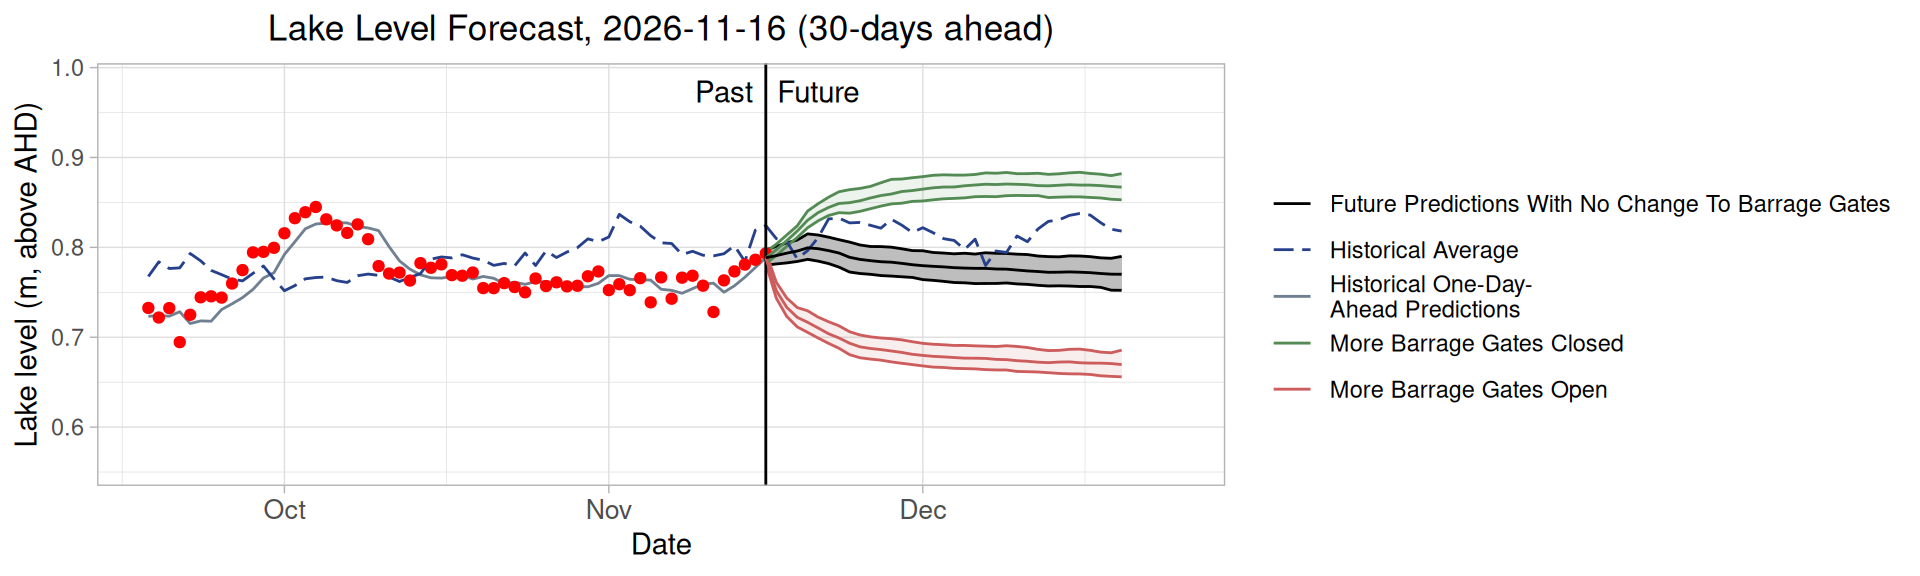 Lake Level Forecast, 2026-11-16 (30-days ahead)
Past
Future
1.0
0.9
0.8
0.7
0.6
Lake level (m, above AHD)
Oct
Nov
Dec
Date
Future Predictions With No Change To Barrage Gates
Historical Average
Historical One-Day-
Ahead Predictions
More Barrage Gates Closed
More Barrage Gates Open